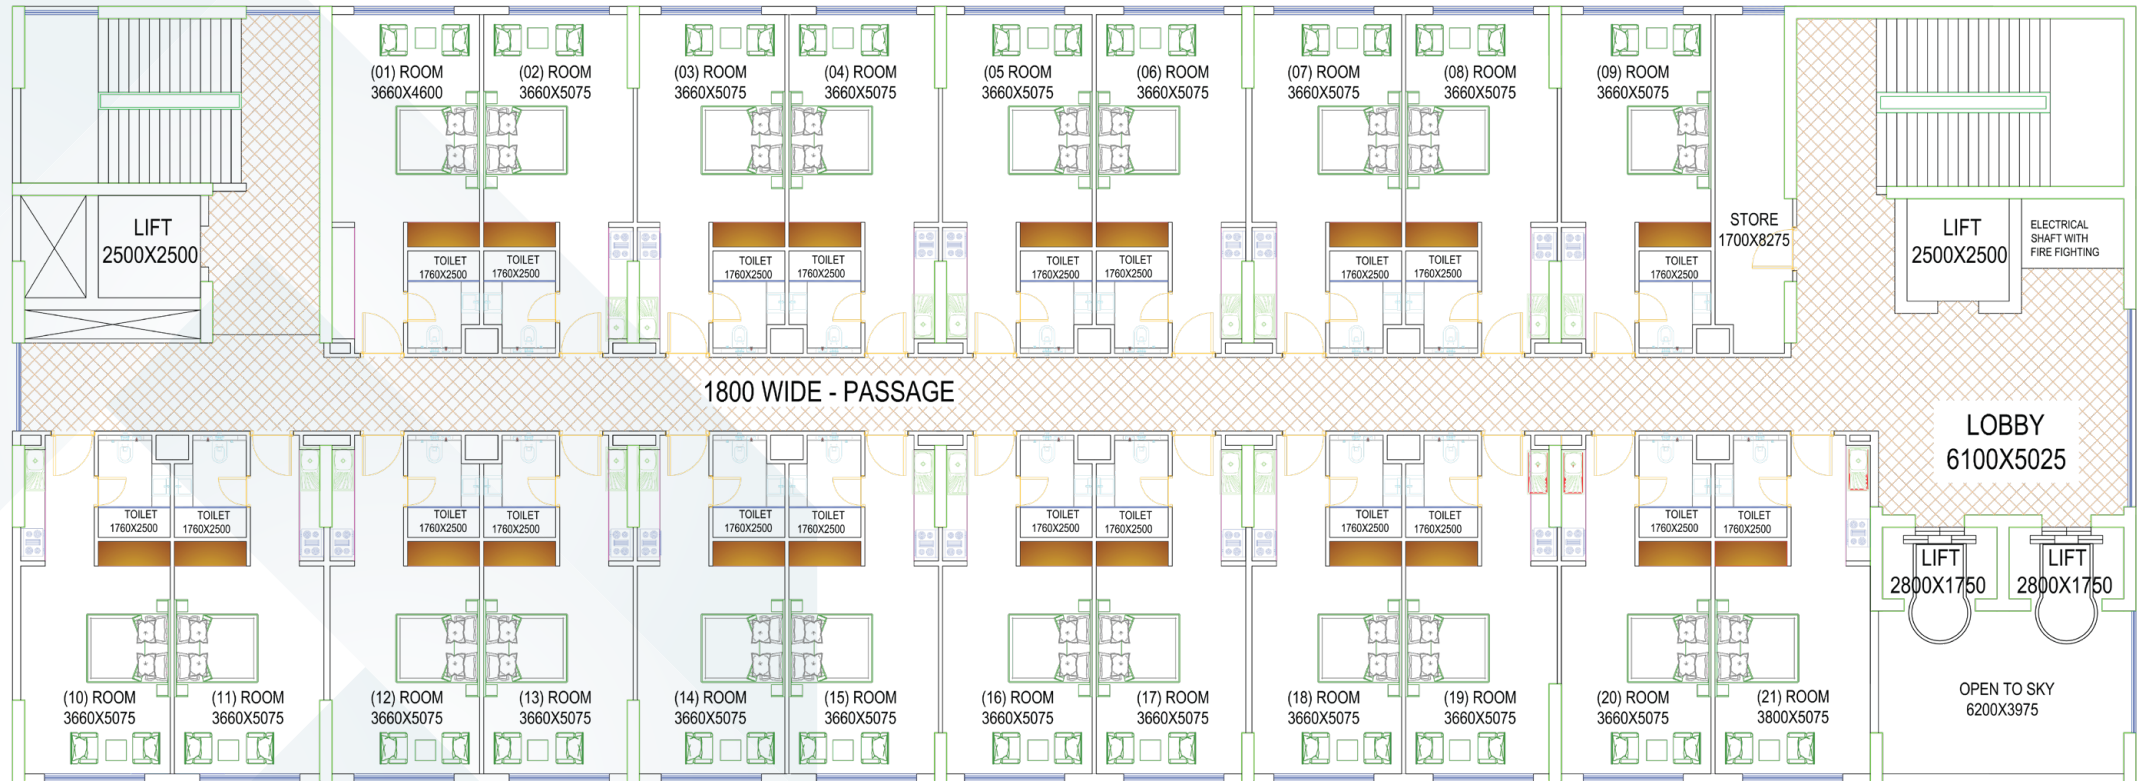 (01) ROOM
3660X4600
(02) ROOM
3660X5075
(03) ROOM
3660X5075
(04) ROOM
3660X5075
(05 ROOM
3660X5075
(06) ROOM
3660X5075
(07) ROOM
3660X5075
(08) ROOM
3660X5075
(09) ROOM
3660X5075
LIFT
2500X2500
STORE
1700X8275
LIFT
2500X2500
ELECTRICAL
SHAFT WITH
FIRE FIGHTING
TOILET
1760X2500
TOILET
1760X2500
TOILET
1760X2500
TOILET
1760X2500
TOILET
1760X2500
TOILET
1760X2500
TOILET
1760X2500
TOILET
1760X2500
TOILET
1760X2500
1800 WIDE - PASSAGE
LOBBY
6100X5025
TOILET
1760X2500
TOILET
1760X2500
TOILET
1760X2500
TOILET
1760X2500
TOILET
1760X2500
TOILET
1760X2500
TOILET
1760X2500
TOILET
1760X2500
TOILET
1760X2500
TOILET
1760X2500
TOILET
1760X2500
TOILET
1760X2500
LIFT
2800X1750
LIFT
2800X1750
(10) ROOM
3660X5075
(11) ROOM
3660X5075
(12) ROOM
3660X5075
(13) ROOM
3660X5075
(14) ROOM
3660X5075
(15) ROOM
3660X5075
(16) ROOM
3660X5075
(17) ROOM
3660X5075
(18) ROOM
3660X5075
(19) ROOM
3660X5075
(20) ROOM
3660X5075
(21) ROOM
3800X5075
OPEN TO SKY
6200X3975